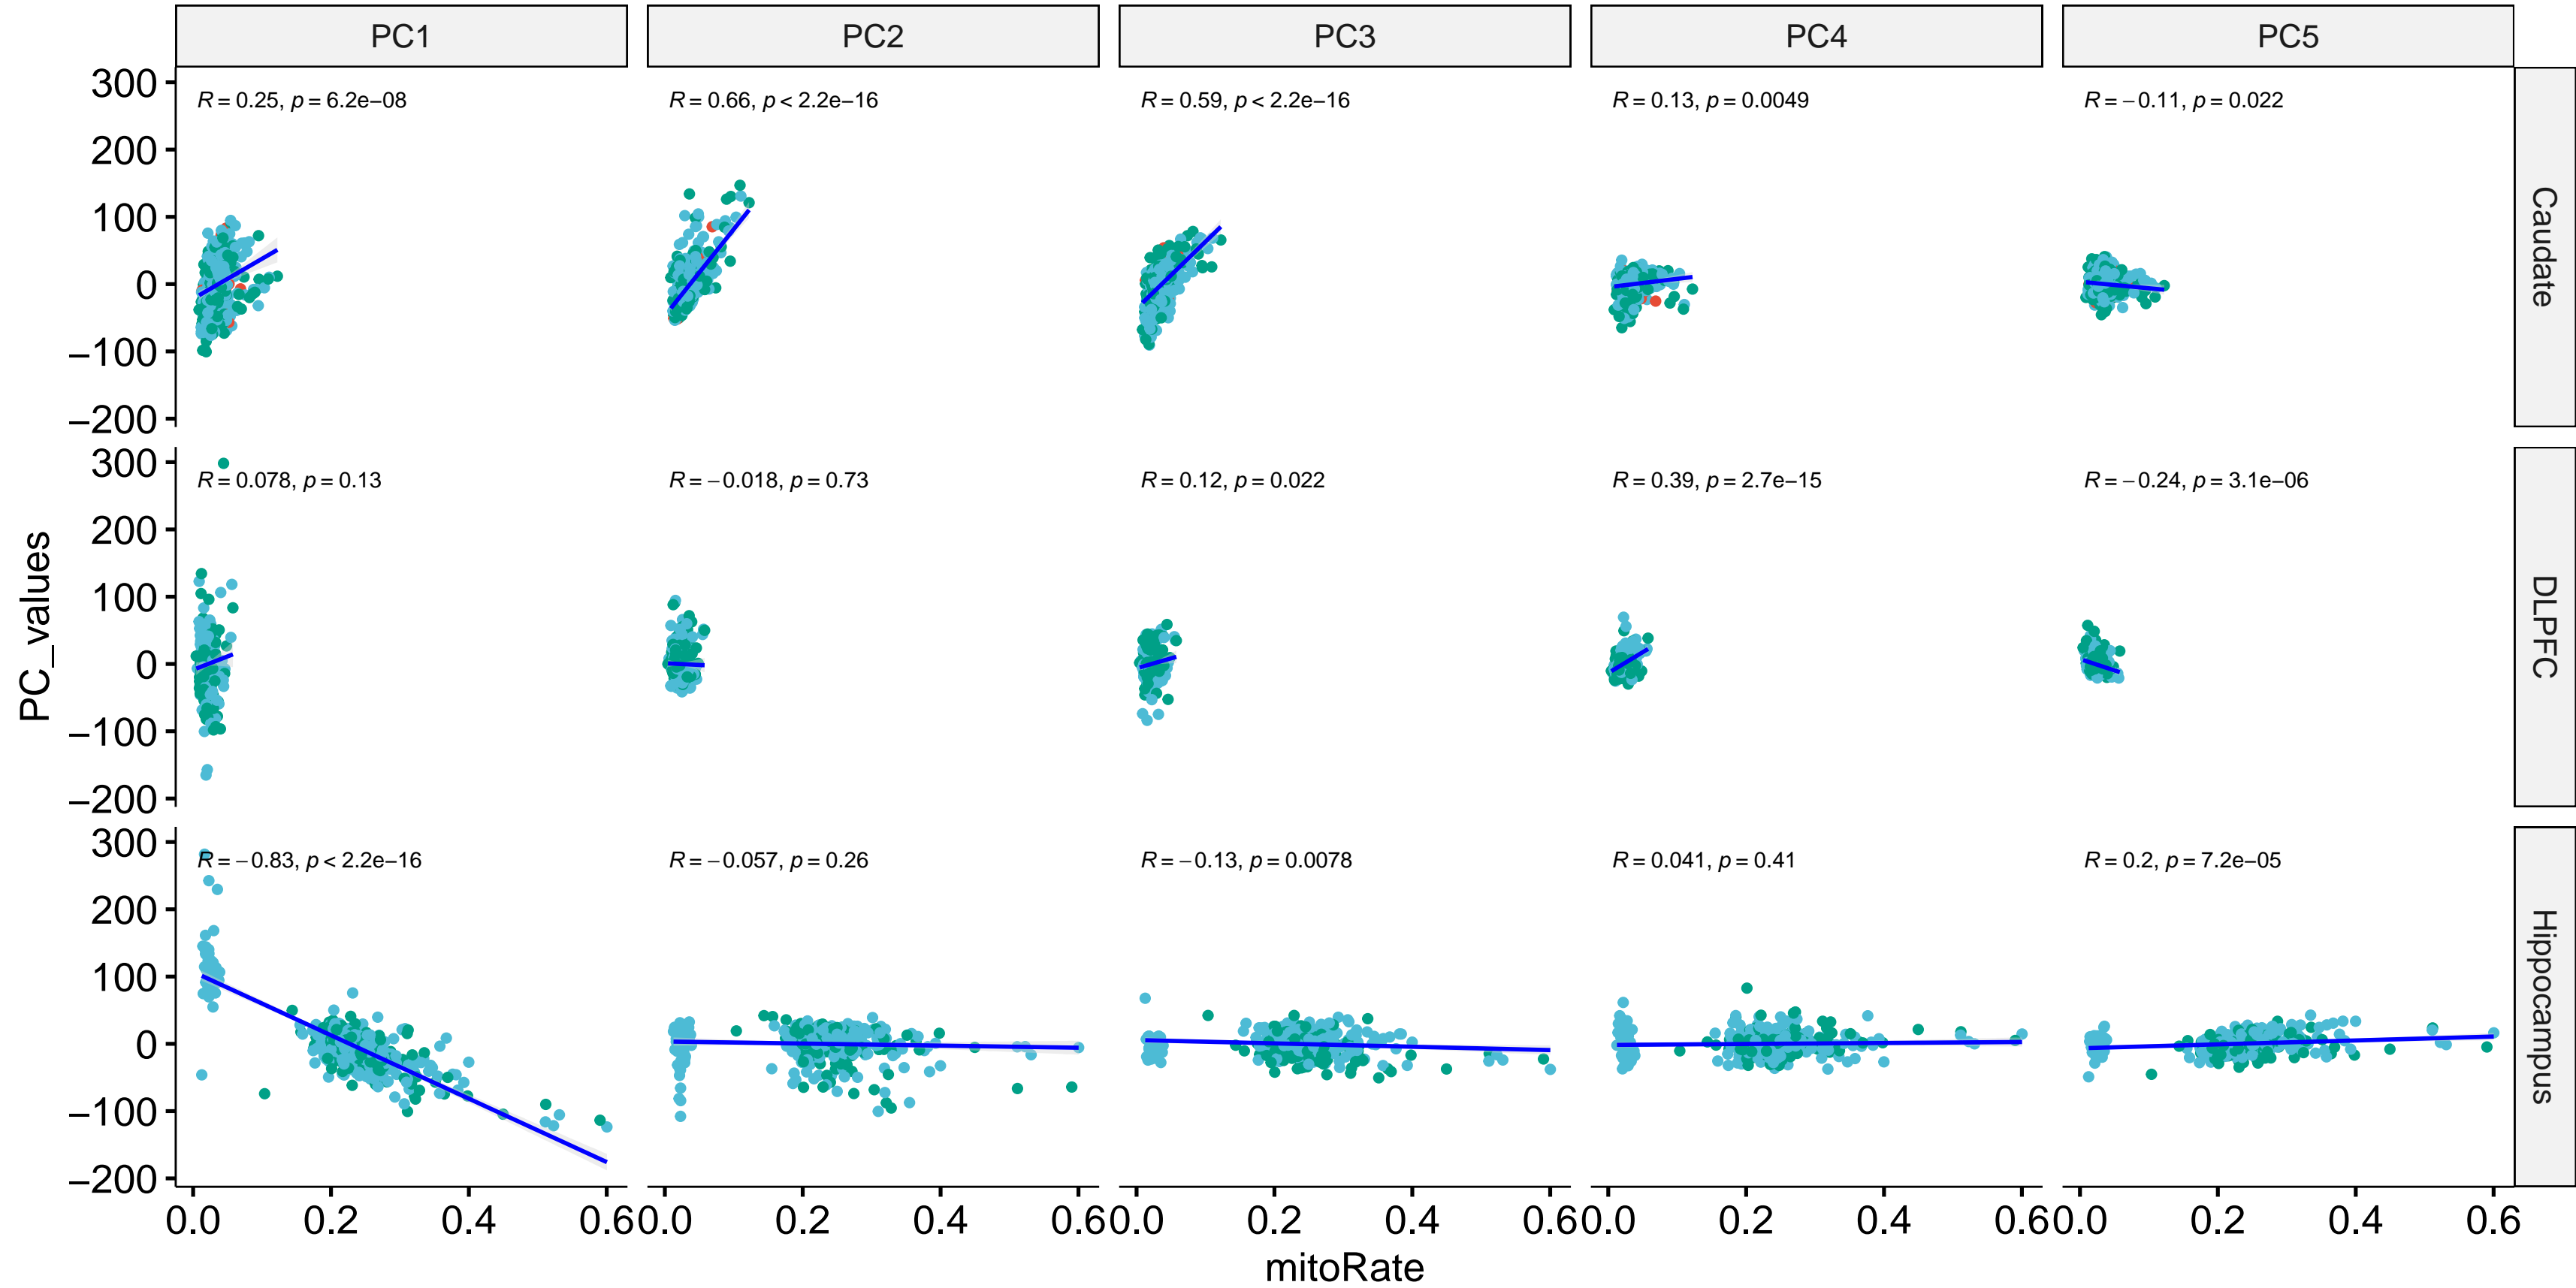 PC1 PC2 PC3 PC4 PC5
300
R = 0.25, p = 6.2e−08 R = 0.66, p < 2.2e−16 R = 0.59, p < 2.2e−16 R = 0.13, p = 0.0049 R = −0.11, p = 0.022
200
100
0
−100
−200
Caudate
300
R = 0.078, p = 0.13 R = −0.018, p = 0.73 R = 0.12, p = 0.022 R = 0.39, p = 2.7e−15 R = −0.24, p = 3.1e−06
200
100
0
−100
−200
DLPFC
PC_values
300
R = −0.83, p < 2.2e−16 R = −0.057, p = 0.26 R = −0.13, p = 0.0078 R = 0.041, p = 0.41 R = 0.2, p = 7.2e−05
200
100
0
−100
−200
Hippocampus
0.0 0.2 0.4 0.6 0.0 0.2 0.4 0.6 0.0 0.2 0.4 0.6 0.0 0.2 0.4 0.6 0.0 0.2 0.4 0.6
mitoRate